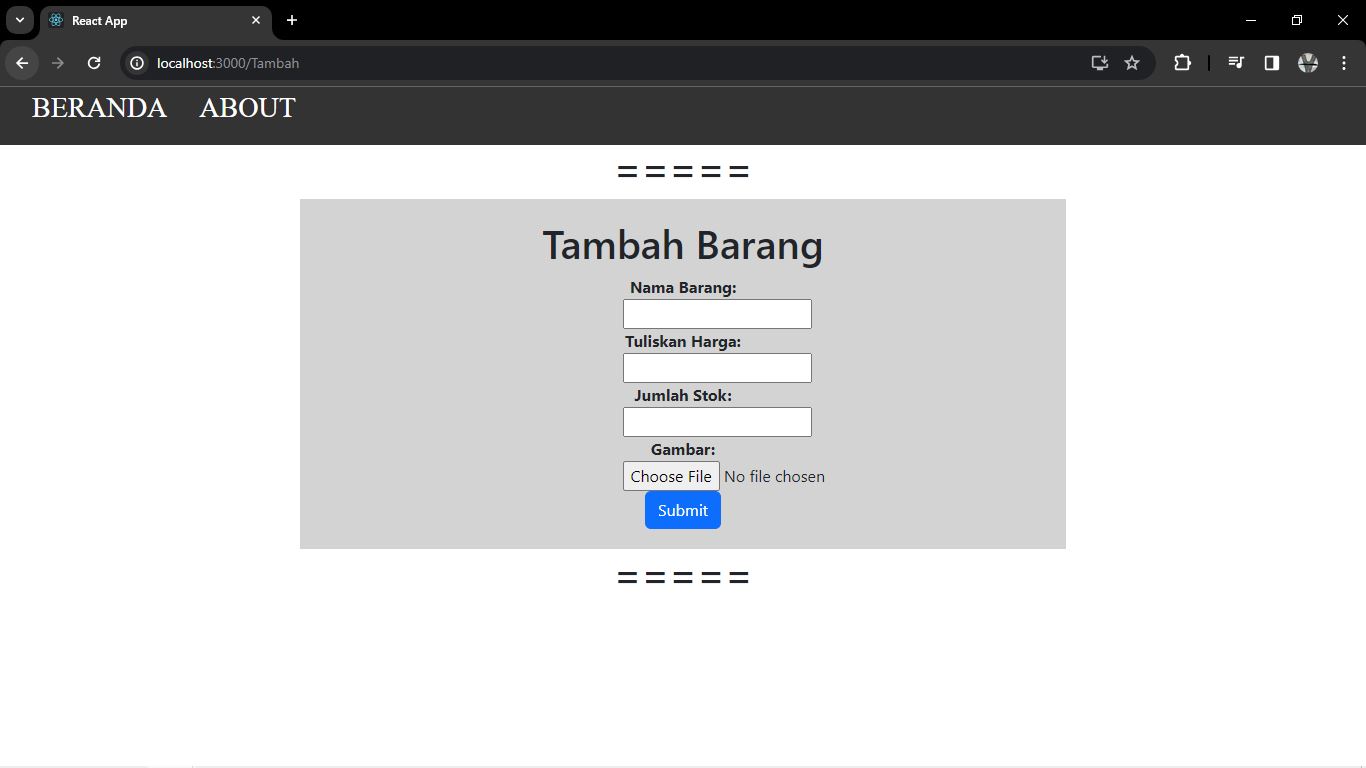 React App
localhost:3000/Tambah
BERANDA ABOUT
= = = = =
Tambah Barang
Nama Barang:
Tuliskan Harga:
Jumlah Stok:
Gambar:
Choose File No file chosen
Submit
= = = = =